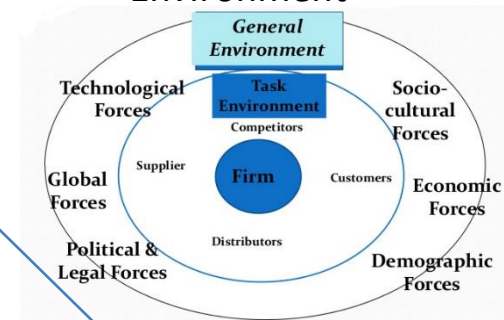 Environment
General
Environment
Technological
Forces
Task
Environment
Socio-
cultural
Forces
Competitors
Supplier
Firm
Customers
Global
Forces
Economic
Forces
Distributors
Political &
Legal Forces
Demographic
Forces